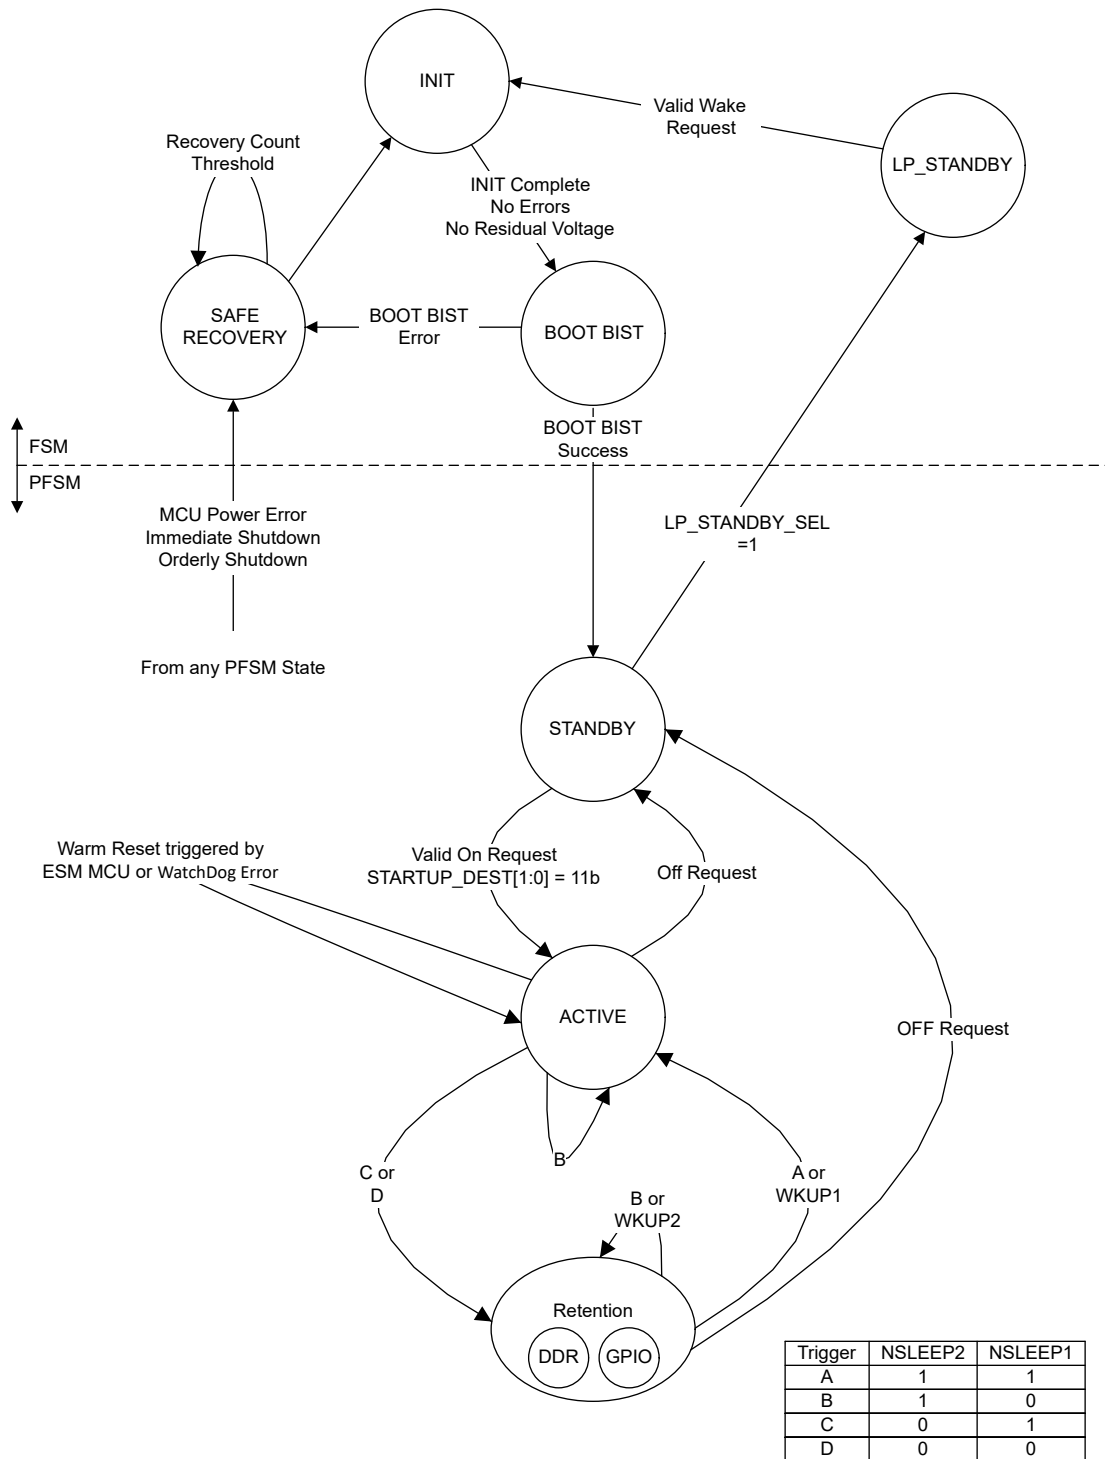 INIT
Valid Wake
Request
LP_STANDBY
Recovery Count
Threshold
INIT Complete
No Errors
No Residual Voltage
SAFE
RECOVERY
BOOT BIST
Error
BOOT BIST
BOOT BIST
Success
FSM
PFSM
MCU Power Error
Immediate Shutdown
Orderly Shutdown
LP_STANDBY_SEL
=1
From any PFSM State
STANDBY
Warm Reset triggered by
ESM MCU or WatchDog Error
Valid On Request
STARTUP_DEST[1:0] = 11b
Off Request
ACTIVE
OFF Request
B
C or
D
A or
WKUP1
B or
WKUP2
Retention
DDR
GPIO
Trigger NSLEEP2 NSLEEP1
A 1 1
B 1 0
C 0 1
D 0 0